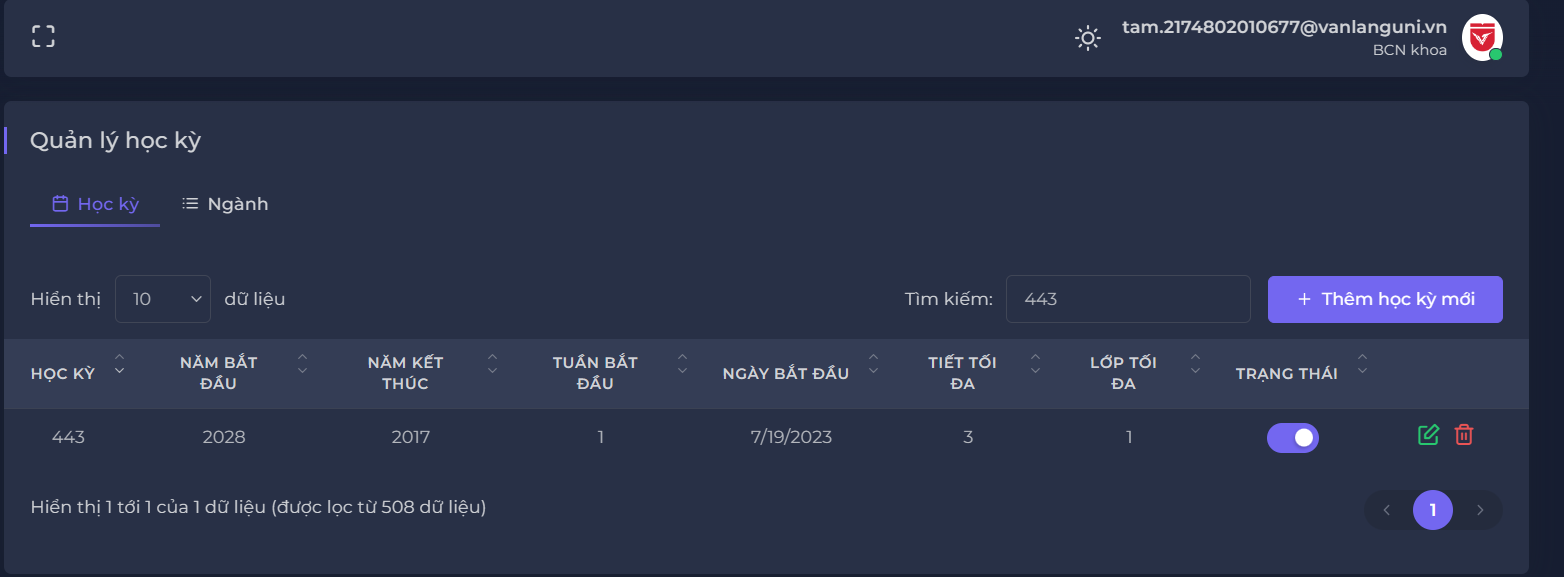 tam.2174802010677@vanlanguni.vn
BCN khoa
Quản lý học kỳ
Học kỳ Ngành
Hiển thị 10 dữ liệu Tìm kiếm: 443 + Thêm học kỳ mới
HỌC KỲ NĂM BẮT ĐẦU NĂM KẾT THÚC TUẦN BẮT ĐẦU NGÀY BẮT ĐẦU TIẾT TỐI ĐA LỚP TỐI ĐA TRẠNG THÁI
443 2028 2017 1 7/19/2023 3 1
Hiển thị 1 tới 1 của 1 dữ liệu (được lọc từ 508 dữ liệu) 1